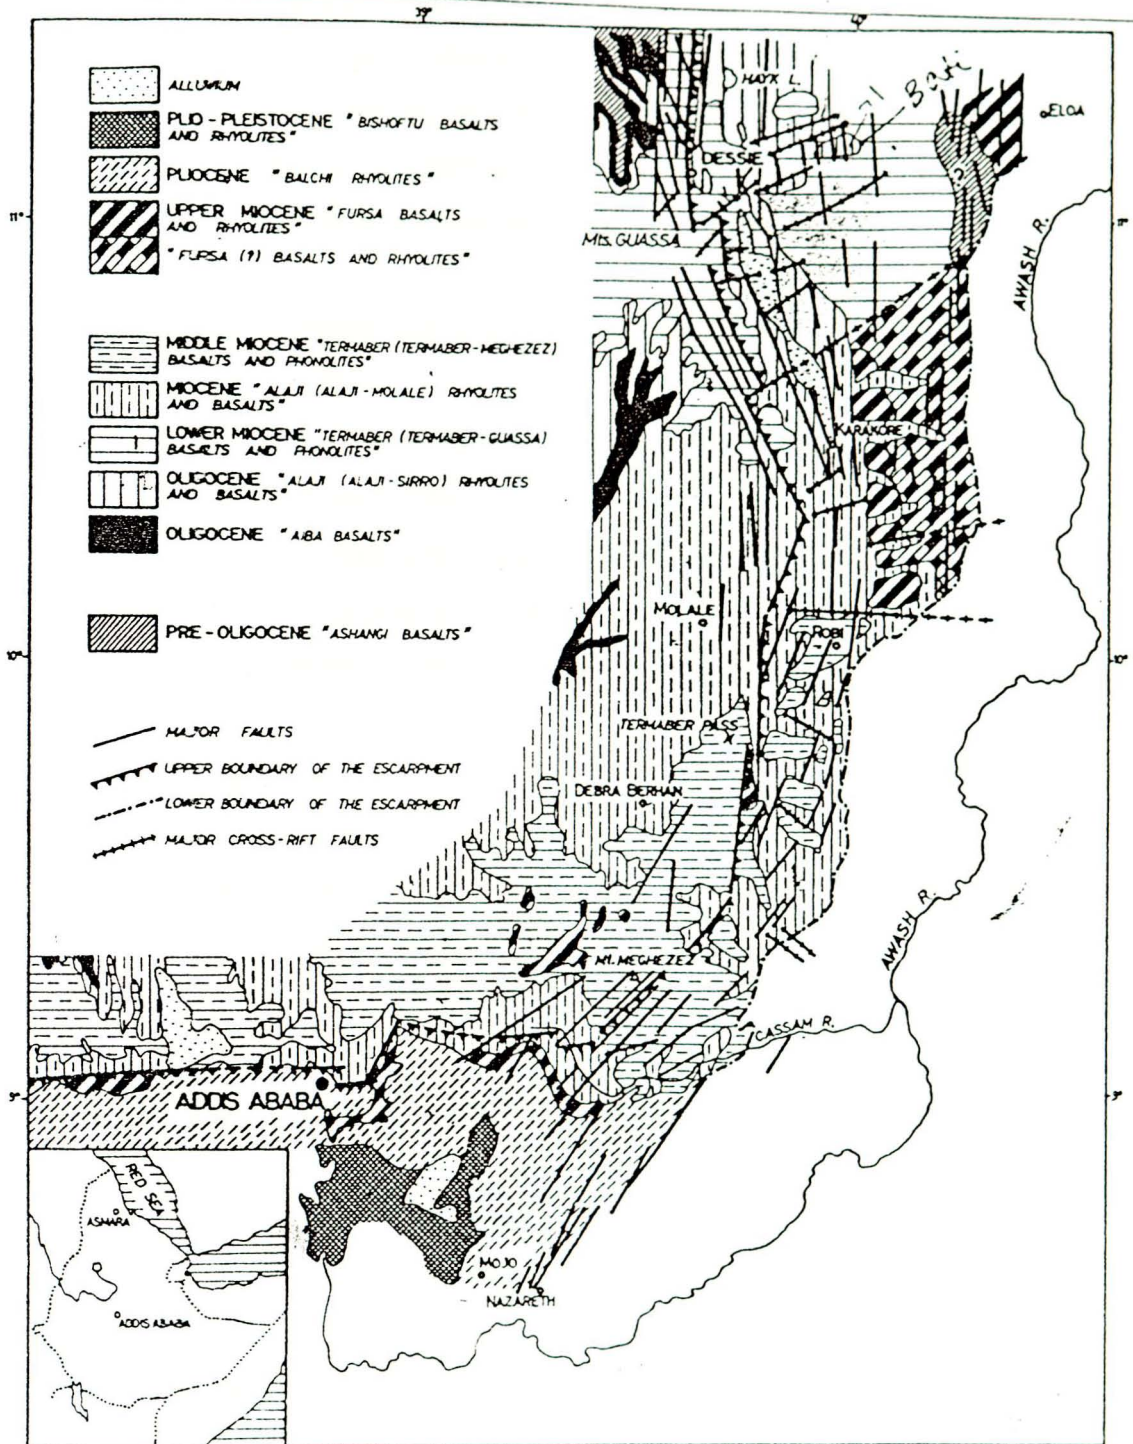 39°
40°
ALLUVIUM
PLIO-PLEISTOCENE "BISHOFTU BASALTS
AND RHYOLITES"
PLIOCENE "BALCHI RHYOLITES"
UPPER MIOCENE "FURSA BASALTS
AND RHYOLITES"
"FURSA (?) BASALTS AND RHYOLITES"
MIDDLE MIOCENE "TERMABER (TERMABER-MEGHEZEZ)
BASALTS AND PHONOLITES"
MIOCENE "ALAJI (ALAJI-MOLALE) RHYOLITES
AND BASALTS"
LOWER MIOCENE "TERMABER (TERMABER-GUASSA)
BASALTS AND PHONOLITES"
OLIGOCENE "ALAJI (ALAJI-SIRRO) RHYOLITES
AND BASALTS"
OLIGOCENE "AIBA BASALTS"
PRE-OLIGOCENE "ASHANGI BASALTS"
MAJOR FAULTS
UPPER BOUNDARY OF THE ESCARPMENT
LOWER BOUNDARY OF THE ESCARPMENT
MAJOR CROSS-RIFT FAULTS
HAYK L.
Bati
ELOA
DESSIE
?
11°
11°
Mts. GUASSA
AWASH R.
KARAKORE
MOLALE
ROBI
10°
10°
TERMABER PASS
DEBRA BERHAN
AWASH R.
Mt. MEGHEZEZ
CASSAM R.
9°
9°
ADDIS ABABA
MOJO
NAZARETH
RED SEA
ASMARA
ADDIS ABABA